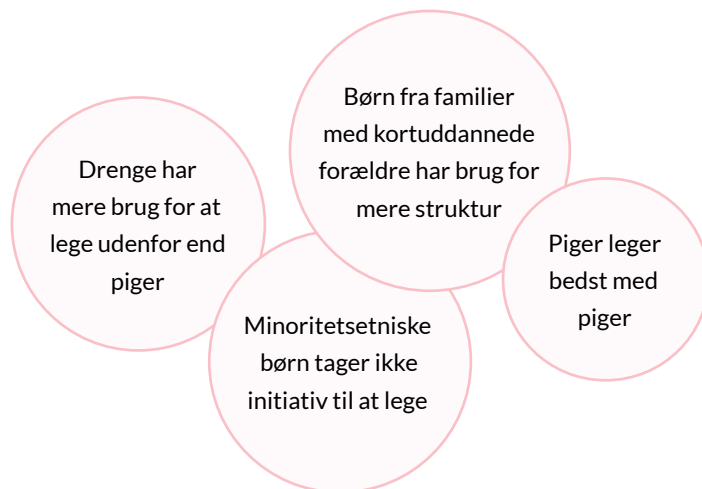 Drenge har
mere brug for at
lege udenfor end
piger
Børn fra familier
med kortuddannede
forældre har brug for
mere struktur
Minoritetsetniske
børn tager ikke
initiativ til at lege
Piger leger
bedst med
piger